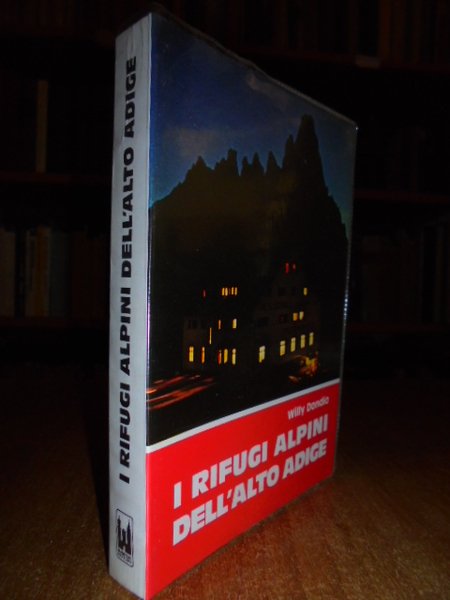 I RIFUGI ALPINI DELL'ALTO ADIGE
Willy Dondio
I RIFUGI ALPINI
DELL'ALTO ADIGE